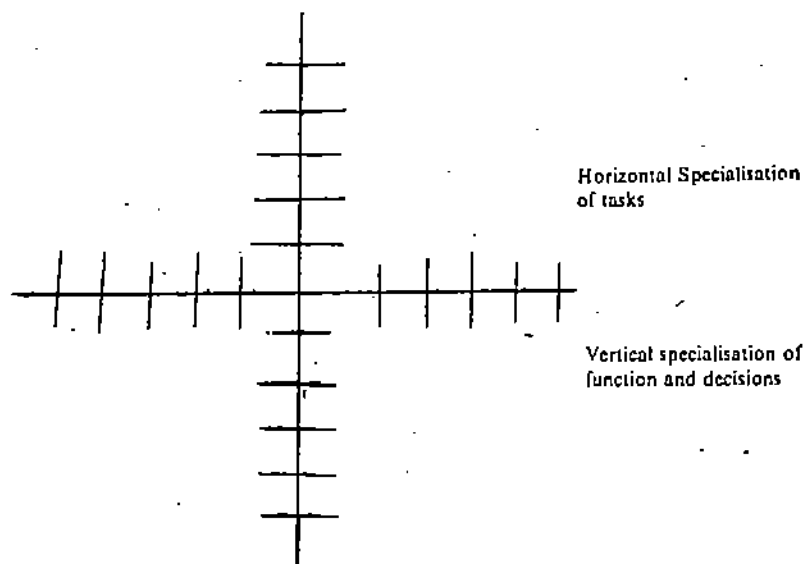 Horizontal Specialisation
of tasks
Vertical specialisation of
function and decisions